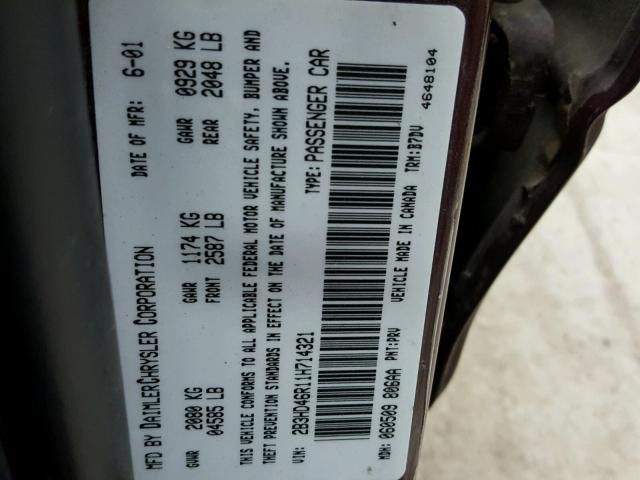 MFD BY DAIMLERCHRYSLER CORPORATION DATE OF MFR: 6-01
GVWR GAWR GAWR
2080 KG 1174 KG 0929 KG
04585 LB FRONT 2587 LB REAR 2048 LB
THIS VEHICLE CONFORMS TO ALL APPLICABLE FEDERAL MOTOR VEHICLE SAFETY, BUMPER AND
THEFT PREVENTION STANDARDS IN EFFECT ON THE DATE OF MANUFACTURE SHOWN ABOVE.
VIN: 2B3HD46R11H714321 TYPE: PASSENGER CAR
MDH: 060509 006AA PNT:PRV VEHICLE MADE IN CANADA TRM:B7DV
4648104